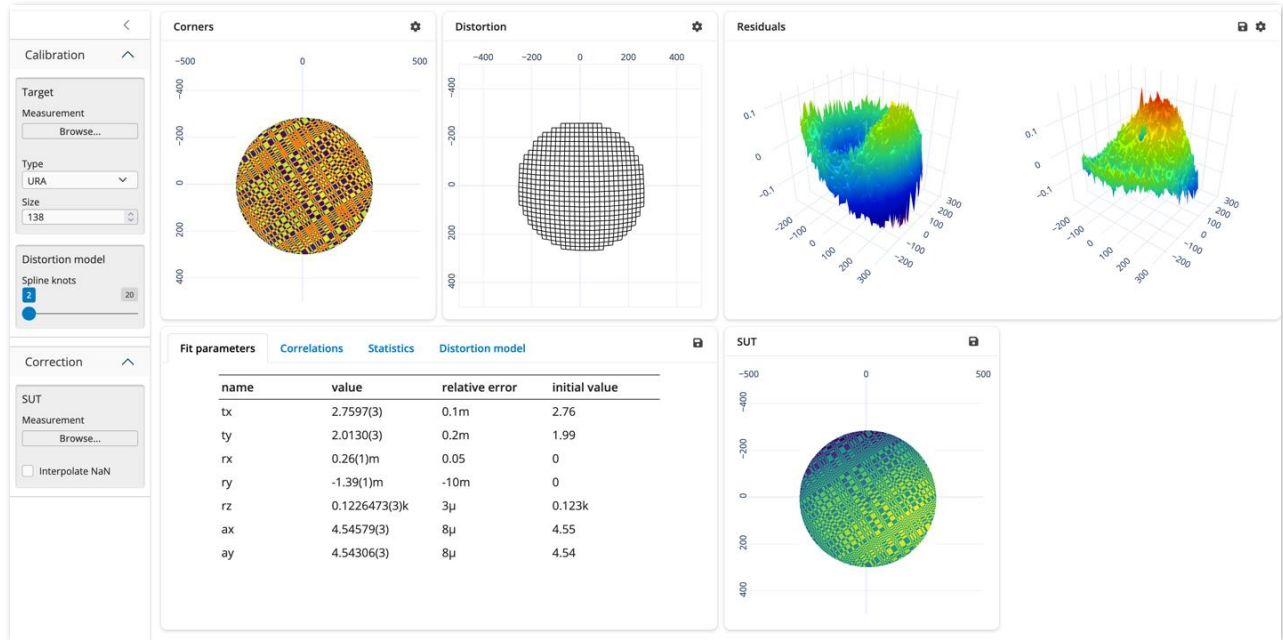 Calibration
Target
Measurement
Browse...
Type
URA
Size
138
Distortion model
Spline knots
2 20
Correction
SUT
Measurement
Browse...
Interpolate NaN
Corners
−500 0 500
−400
−200
0
200
400
Distortion
−400 −200 0 200 400
−400
−200
0
200
400
Residuals
0.1
0
−0.1
−200
−100
0
100
200
300
300
200
100
0
−100
−200
0.1
0
−0.1
−200
−100
0
100
200
300
300
200
100
0
−100
−200
Fit parameters Correlations Statistics Distortion model
name value relative error initial value
tx 2.7597(3) 0.1m 2.76
ty 2.0130(3) 0.2m 1.99
rx 0.26(1)m 0.05 0
ry -1.39(1)m -10m 0
rz 0.1226473(3)k 3μ 0.123k
ax 4.54579(3) 8μ 4.55
ay 4.54306(3) 8μ 4.54
SUT
−500 0 500
−400
−200
0
200
400